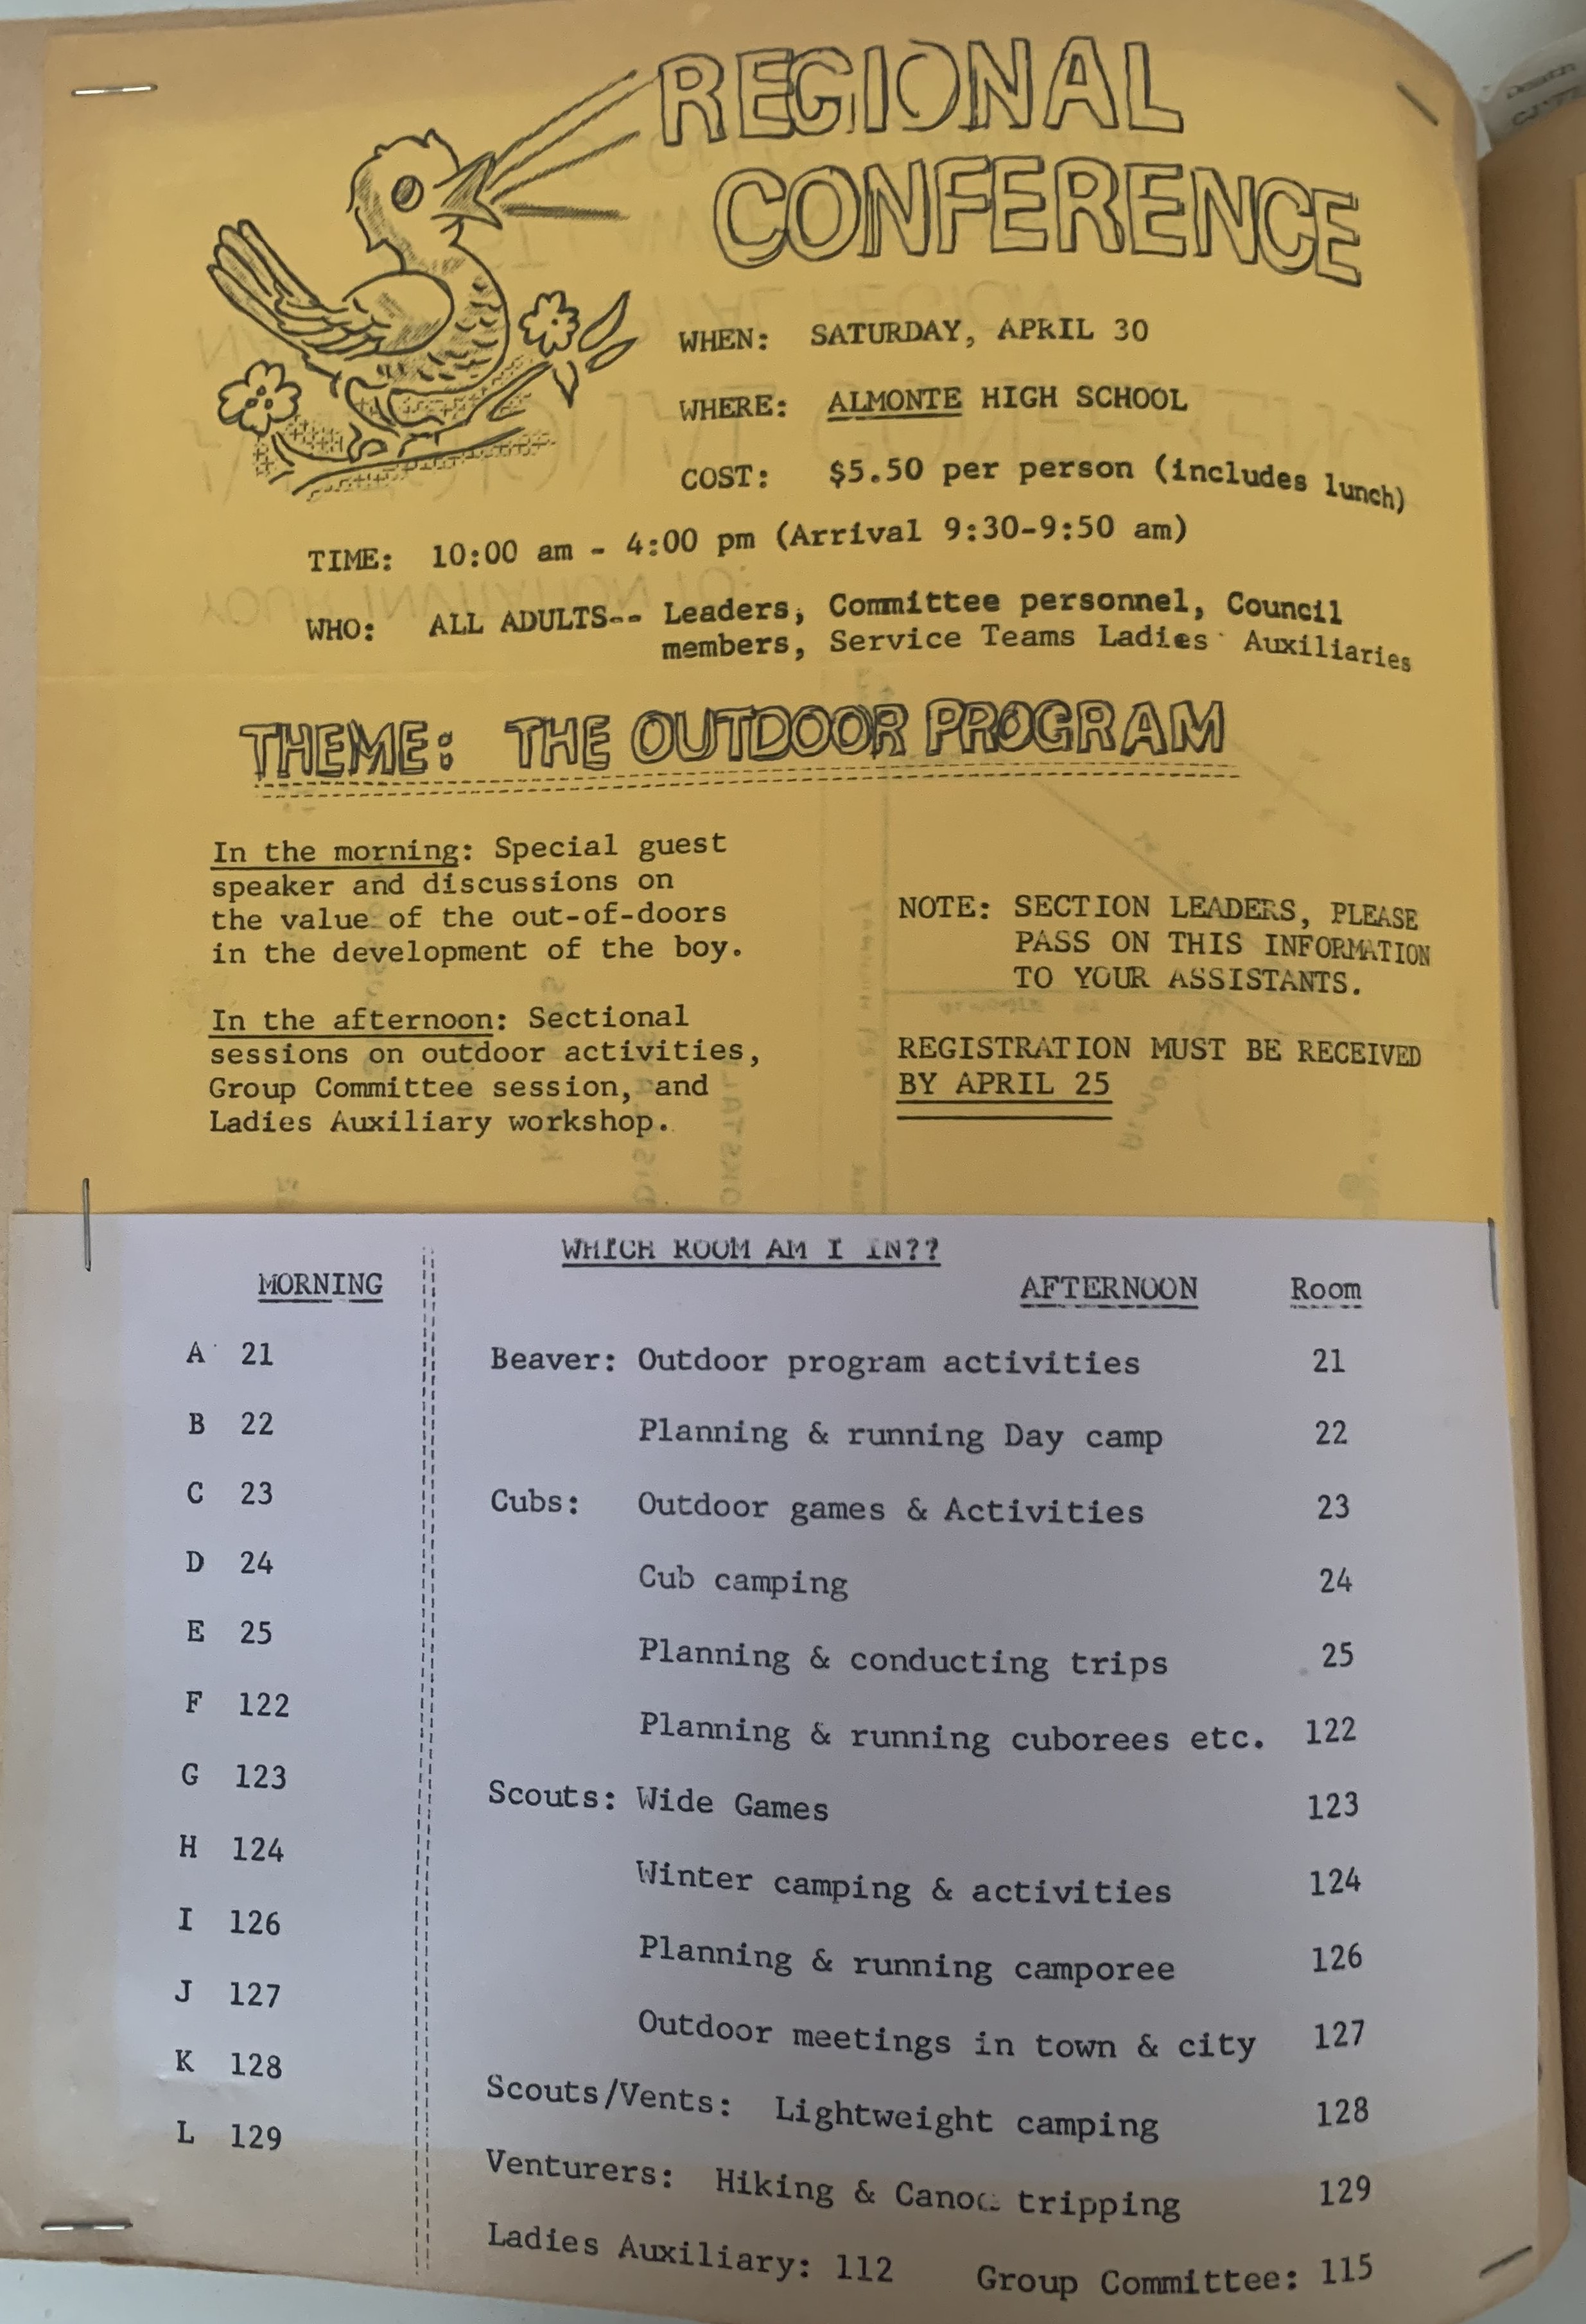 REGIONAL
CONFERENCE
WHEN: SATURDAY, APRIL 30
WHERE: ALMONTE HIGH SCHOOL
COST: $5.50 per person (includes lunch)
TIME: 10:00 am - 4:00 pm (Arrival 9:30-9:50 am)
WHO: ALL ADULTS-- Leaders, Committee personnel, Council
members, Service Teams Ladies Auxiliaries
THEME: THE OUTDOOR PROGRAM
In the morning: Special guest
speaker and discussions on
the value of the out-of-doors
in the development of the boy.
In the afternoon: Sectional
sessions on outdoor activities,
Group Committee session, and
Ladies Auxiliary workshop.
NOTE: SECTION LEADERS, PLEASE
PASS ON THIS INFORMATION
TO YOUR ASSISTANTS.
REGISTRATION MUST BE RECEIVED
BY APRIL 25
WHICH ROOM AM I IN??
MORNING
A 21
B 22
C 23
D 24
E 25
F 122
G 123
H 124
I 126
J 127
K 128
L 129
AFTERNOON Room
Beaver: Outdoor program activities 21
Planning & running Day camp 22
Cubs: Outdoor games & Activities 23
Cub camping 24
Planning & conducting trips 25
Planning & running cuborees etc. 122
Scouts: Wide Games 123
Winter camping & activities 124
Planning & running camporee 126
Outdoor meetings in town & city 127
Scouts/Vents: Lightweight camping 128
Venturers: Hiking & Canoe tripping 129
Ladies Auxiliary: 112 Group Committee: 115